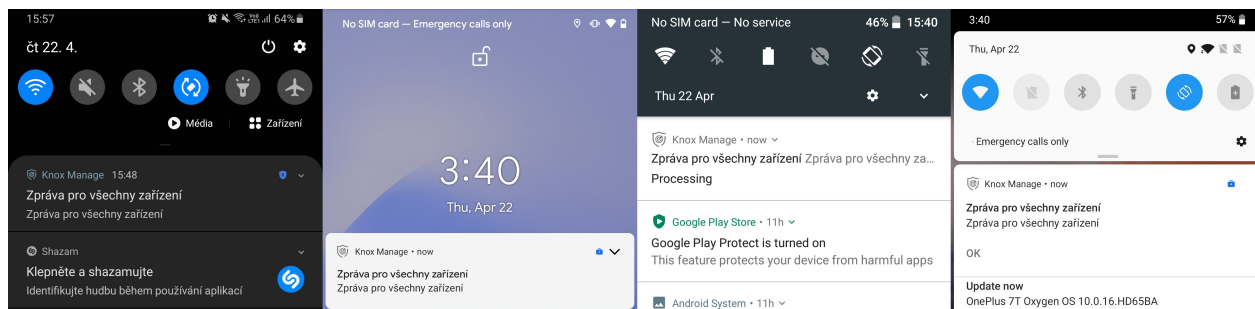 15:57
64%
čt 22. 4.
Média
Zařízení
Knox Manage 15:48
Zpráva pro všechny zařízení
Zpráva pro všechny zařízení
Shazam
Klepněte a shazamujte
Identifikujte hudbu během používání aplikací
No SIM card — Emergency calls only
3:40
Thu, Apr 22
Knox Manage • now
Zpráva pro všechny zařízení
Zpráva pro všechny zařízení
No SIM card — No service
46% 15:40
Thu 22 Apr
Knox Manage • now
Zpráva pro všechny zařízení Zpráva pro všechny za...
Processing
Google Play Store • 11h
Google Play Protect is turned on
This feature protects your device from harmful apps
Android System • 11h
3:40
57%
Thu, Apr 22
Emergency calls only
Knox Manage • now
Zpráva pro všechny zařízení
Zpráva pro všechny zařízení
OK
Update now
OnePlus 7T Oxygen OS 10.0.16.HD65BA